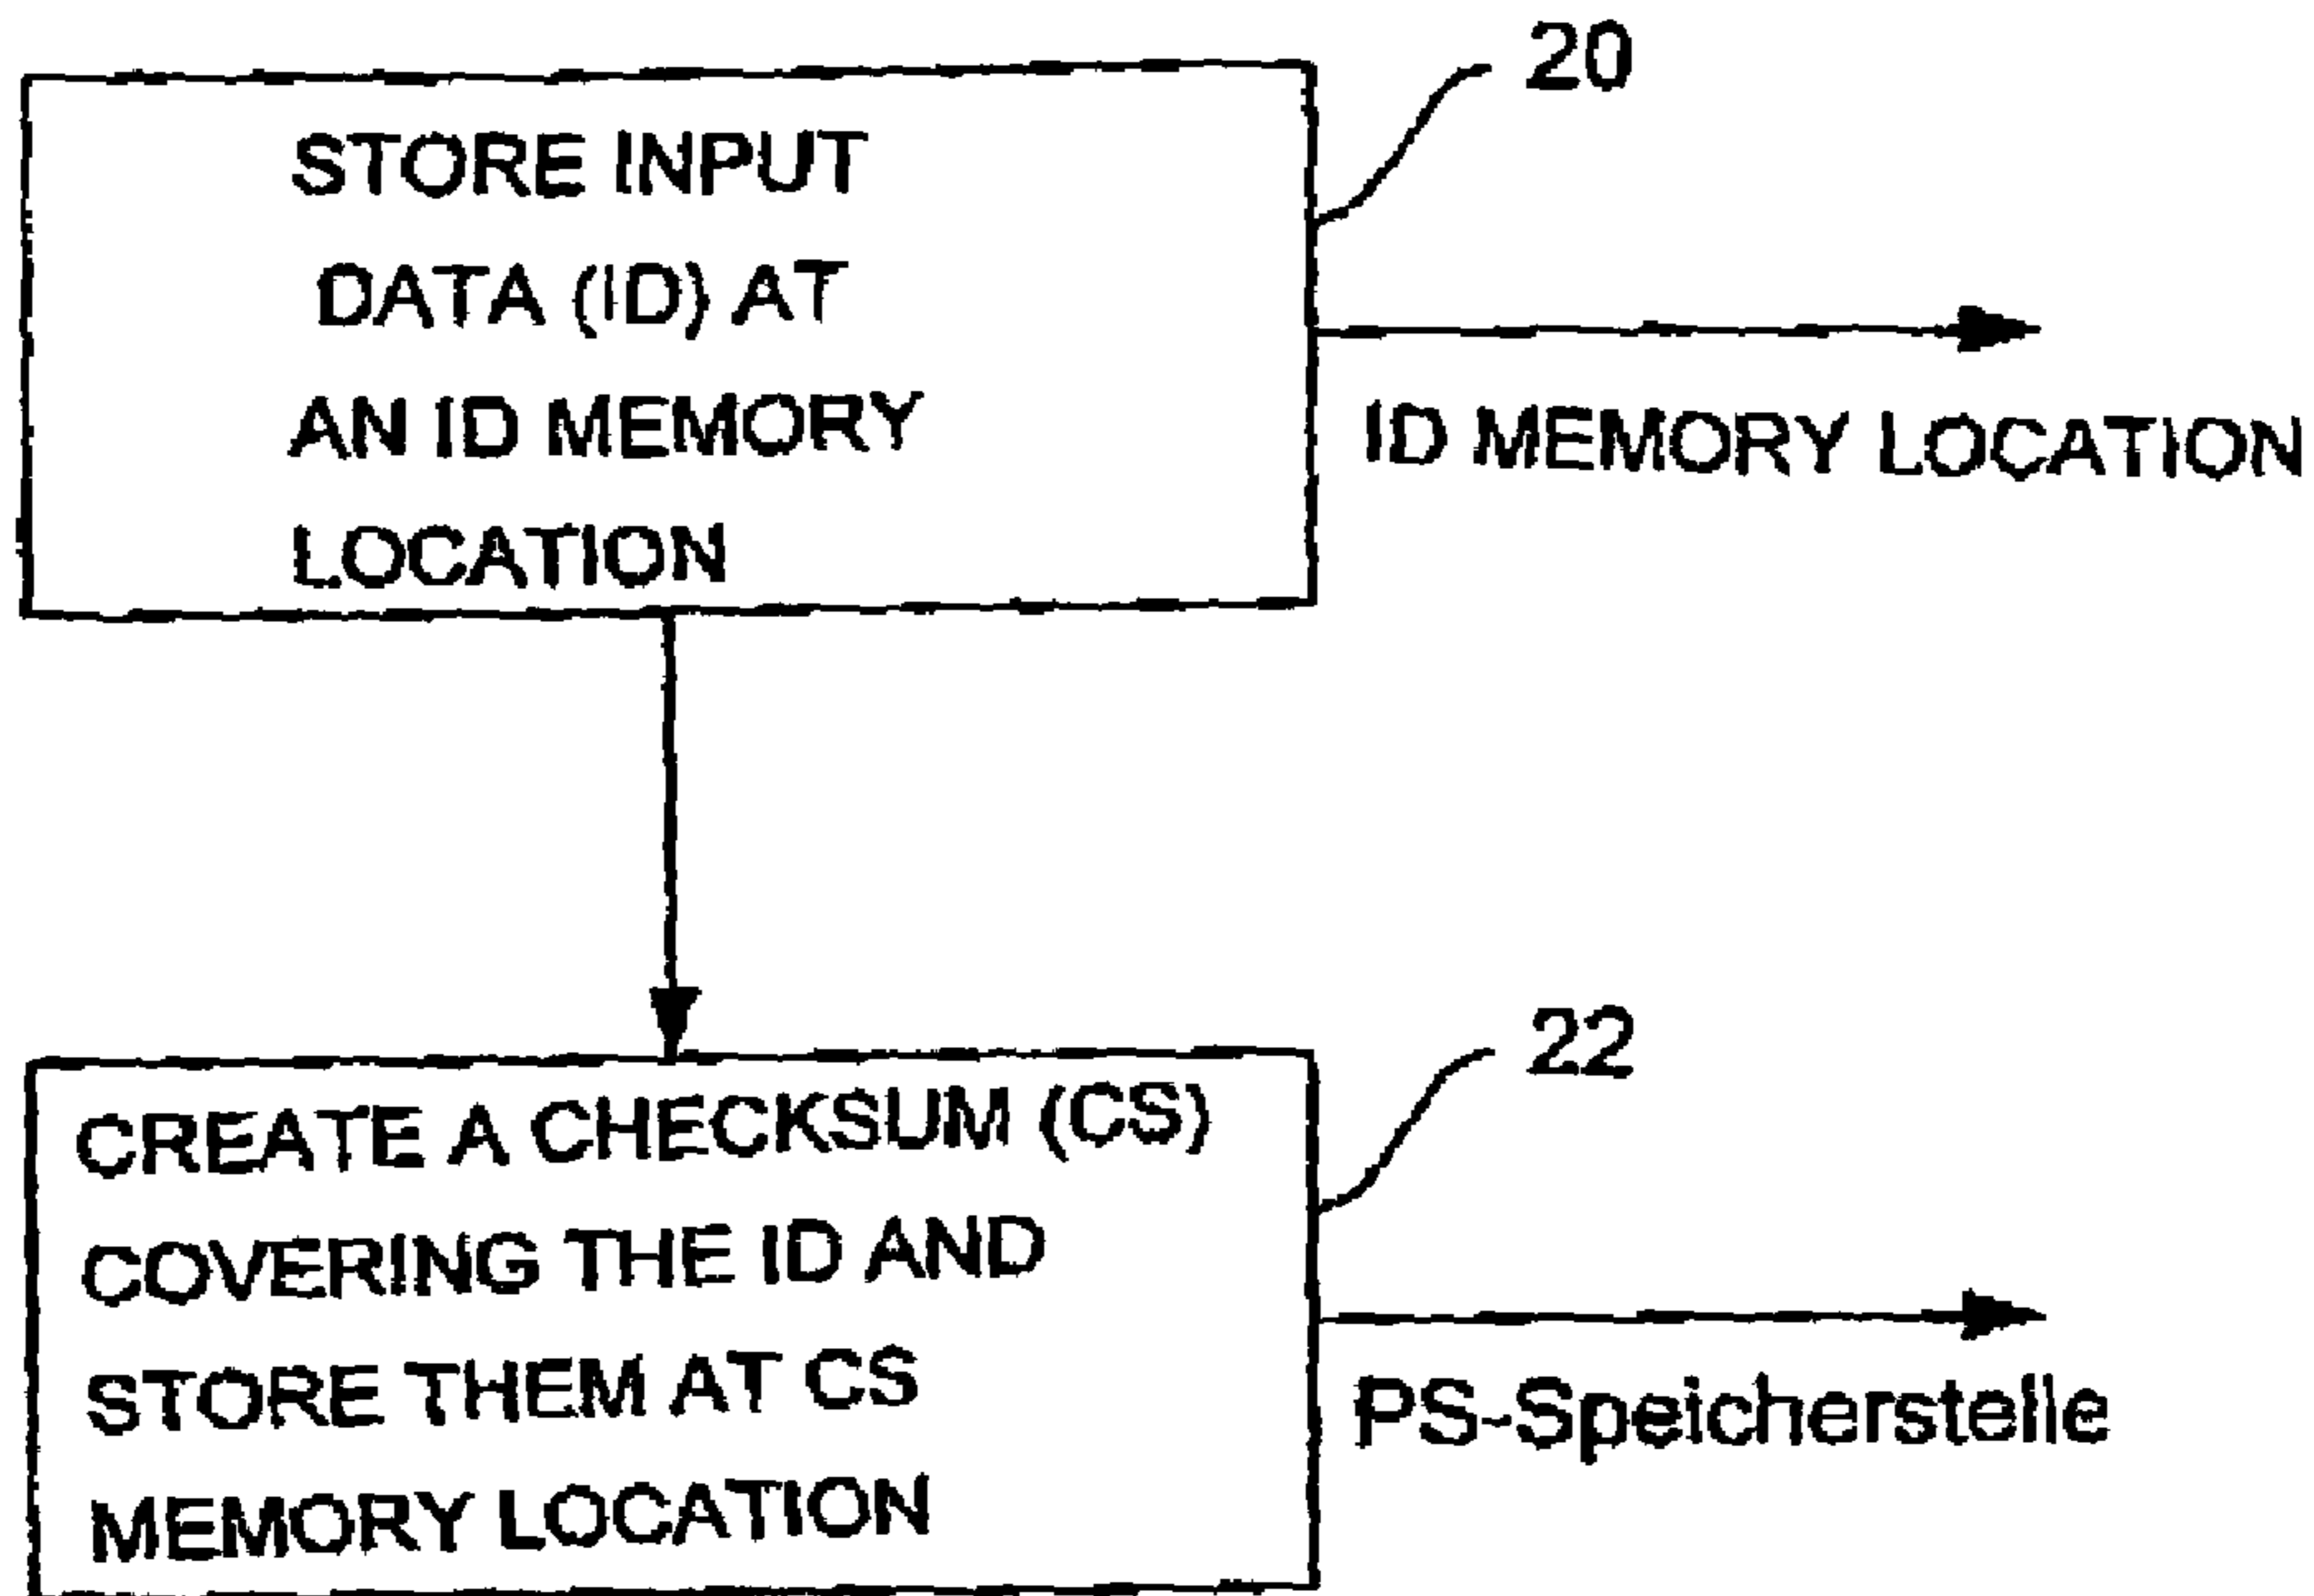 20
STORE INPUT
DATA (ID) AT
AN ID MEMORY
LOCATION
ID MEMORY LOCATION
22
CREATE A CHECKSUM (CS)
COVERING THE ID AND
STORE THEM AT CS
MEMORY LOCATION
PS-Speicherstelle